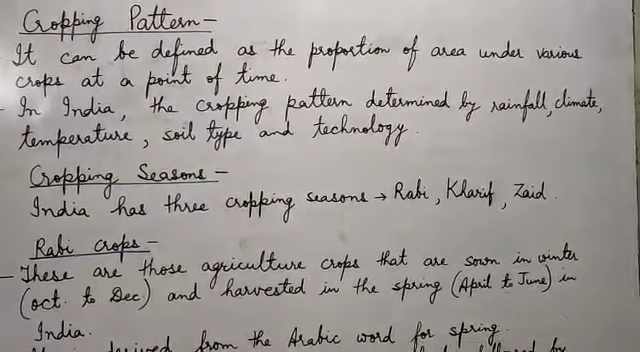 Cropping Pattern -
It can be defined as the proportion of area under various
crops at a point of time.
- In India, the cropping pattern determined by rainfall, climate,
temperature, soil type and technology.
Cropping Seasons -
India has three cropping seasons → Rabi, Kharif, Zaid.
Rabi crops -
- These are those agriculture crops that are sown in winter
(oct. to Dec) and harvested in the spring (April to June) in
India.
derived from the Arabic word for spring.